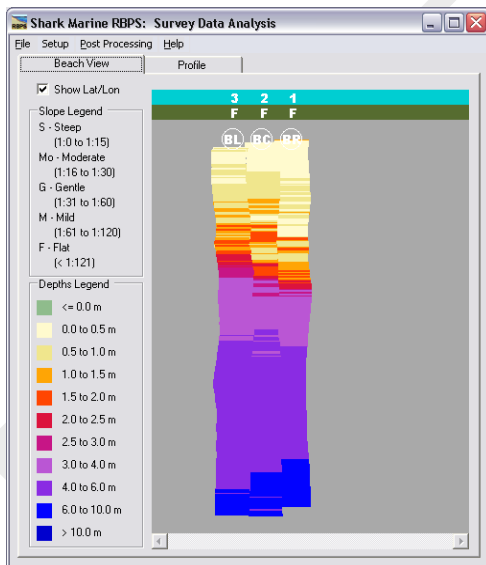 Shark Marine RBPS: Survey Data Analysis
File Setup Post Processing Help
Beach View Profile
Show Lat/Lon
Slope Legend
S - Steep
(1:0 to 1:15)
Mo - Moderate
(1:16 to 1:30)
G - Gentle
(1:31 to 1:60)
M - Mild
(1:61 to 1:120)
F - Flat
(< 1:121)
Depths Legend
<= 0.0 m
0.0 to 0.5 m
0.5 to 1.0 m
1.0 to 1.5 m
1.5 to 2.0 m
2.0 to 2.5 m
2.5 to 3.0 m
3.0 to 4.0 m
4.0 to 6.0 m
6.0 to 10.0 m
> 10.0 m
3 2 1
F F F
BL BC BR